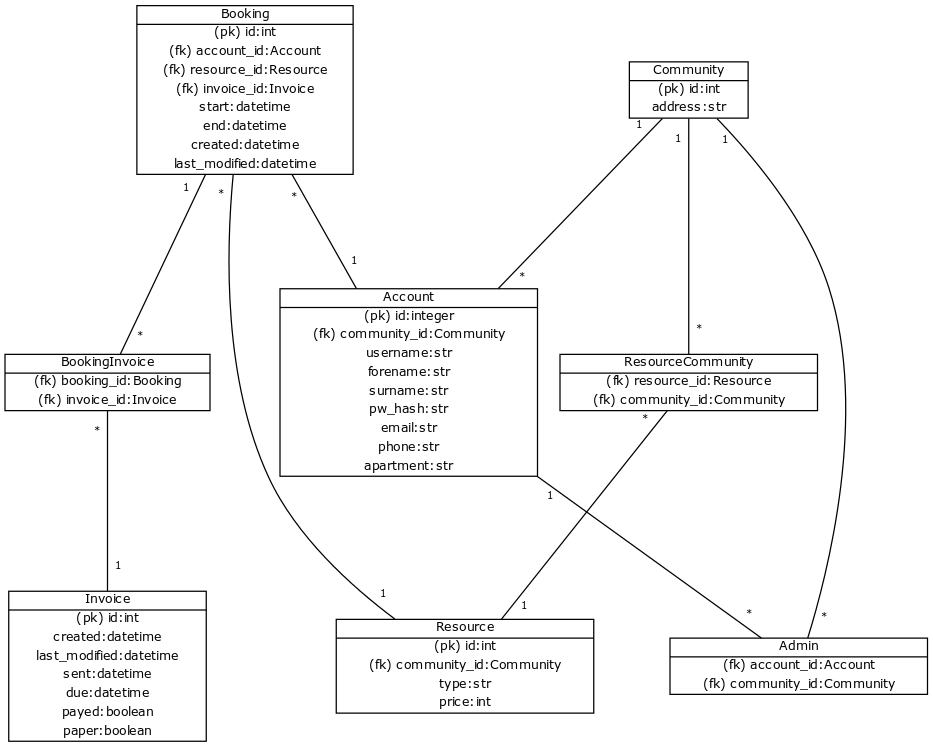 Booking
(pk) id:int
(fk) account_id:Account
(fk) resource_id:Resource
(fk) invoice_id:Invoice
start:datetime
end:datetime
created:datetime
last_modified:datetime
Community
(pk) id:int
address:str
1
1
1
1
*
*
1
*
Account
(pk) id:integer
(fk) community_id:Community
username:str
forename:str
surname:str
pw_hash:str
email:str
phone:str
apartment:str
*
*
BookingInvoice
(fk) booking_id:Booking
(fk) invoice_id:Invoice
ResourceCommunity
(fk) resource_id:Resource
(fk) community_id:Community
*
*
1
1
1
1
*
*
Invoice
(pk) id:int
created:datetime
last_modified:datetime
sent:datetime
due:datetime
payed:boolean
paper:boolean
Resource
(pk) id:int
(fk) community_id:Community
type:str
price:int
Admin
(fk) account_id:Account
(fk) community_id:Community